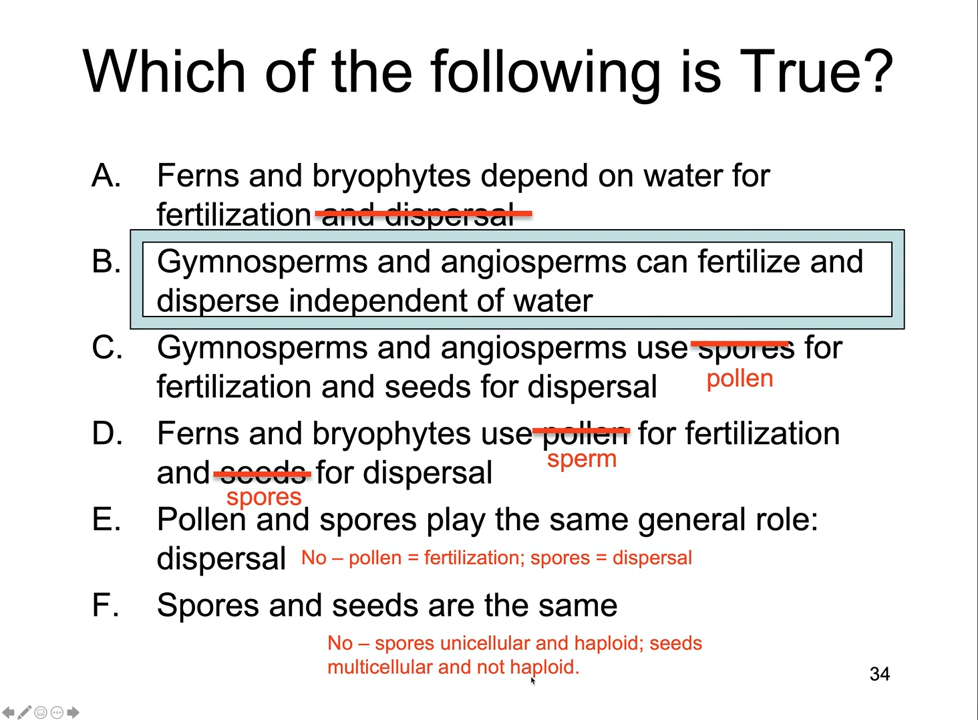 Which of the following is True?
A. Ferns and bryophytes depend on water for
fertilization and dispersal
B. Gymnosperms and angiosperms can fertilize and
disperse independent of water
C. Gymnosperms and angiosperms use spores for
pollen
fertilization and seeds for dispersal
D. Ferns and bryophytes use pollen for fertilization
sperm
and seeds for dispersal
spores
E. Pollen and spores play the same general role:
dispersal No – pollen = fertilization; spores = dispersal
F. Spores and seeds are the same
No – spores unicellular and haploid; seeds
multicellular and not haploid.
34